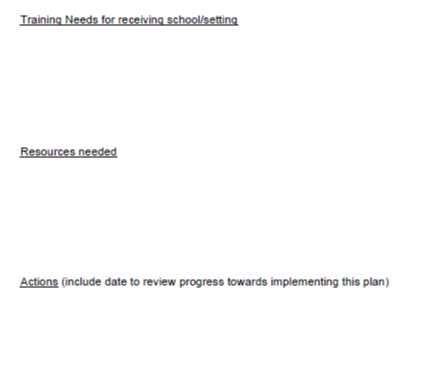 Training Needs for receiving school/setting
Resources needed
Actions (include date to review progress towards implementing this plan)